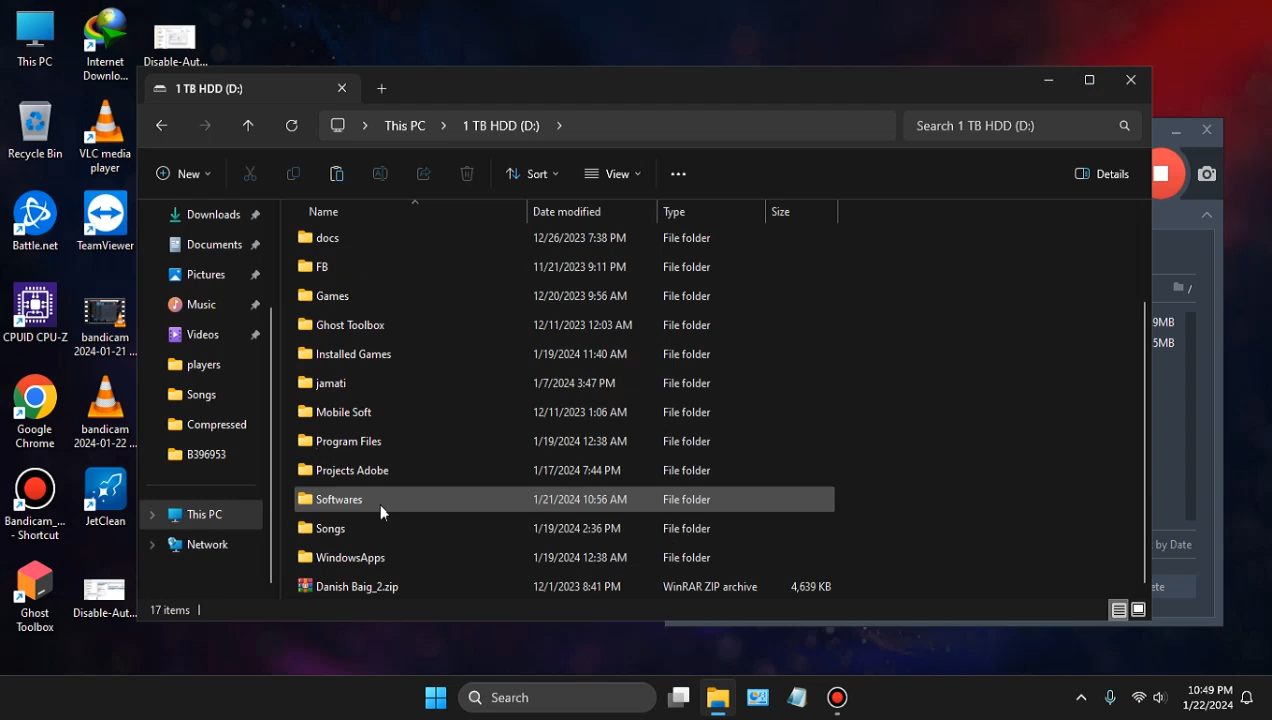 This PC
Internet
Downlo...
Disable-Aut...
Recycle Bin
VLC media
player
Battle.net
TeamViewer
CPUID CPU-Z
bandicam
2024-01-21 ...
Google
Chrome
bandicam
2024-01-22 ...
Bandicam_...
- Shortcut
JetClean
Ghost
Toolbox
Disable-Aut...
1 TB HDD (D:)
This PC > 1 TB HDD (D:) >
Search 1 TB HDD (D:)
New
Sort
View
Details
Downloads
Documents
Pictures
Music
Videos
players
Songs
Compressed
B396953
This PC
Network
Name Date modified Type Size
docs 12/26/2023 7:38 PM File folder
FB 11/21/2023 9:11 PM File folder
Games 12/20/2023 9:56 AM File folder
Ghost Toolbox 12/11/2023 12:03 AM File folder
Installed Games 1/19/2024 11:40 AM File folder
jamati 1/7/2024 3:47 PM File folder
Mobile Soft 12/11/2023 1:06 AM File folder
Program Files 1/19/2024 12:38 AM File folder
Projects Adobe 1/17/2024 7:44 PM File folder
Softwares 1/21/2024 10:56 AM File folder
Songs 1/19/2024 2:36 PM File folder
WindowsApps 1/19/2024 12:38 AM File folder
Danish Baig_2.zip 12/1/2023 8:41 PM WinRAR ZIP archive 4,639 KB
17 items
/
9MB
5MB
t by Date
ete
Search
10:49 PM
1/22/2024